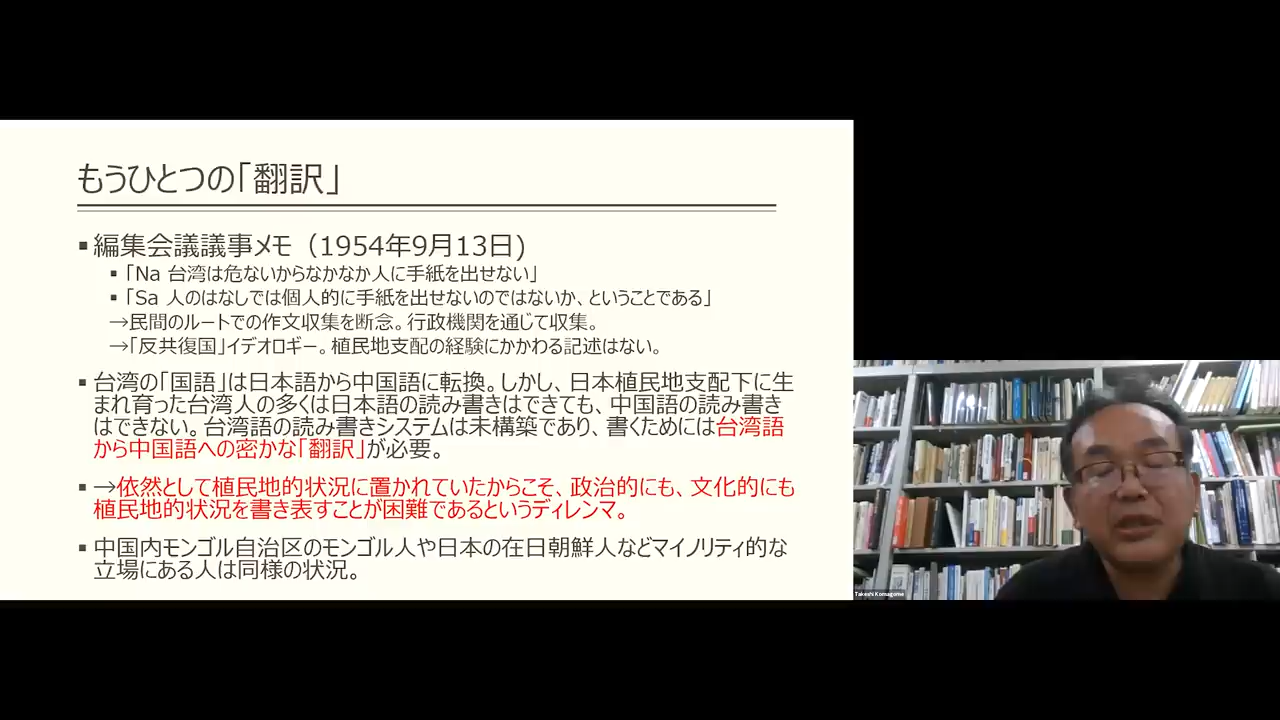 もうひとつの「翻訳」
▪編集会議議事メモ（1954年9月13日）
▪「Na 台湾は危ないからなかなか人に手紙を出せない」
▪「Sa 人のはなしでは個人的に手紙を出せないのではないか、ということである」
→民間のルートでの作文収集を断念。行政機関を通じて収集。
→「反共復国」イデオロギー。植民地支配の経験にかかわる記述はない。
▪台湾の「国語」は日本語から中国語に転換。しかし、日本植民地支配下に生
まれ育った台湾人の多くは日本語の読み書きはできても、中国語の読み書き
はできない。台湾語の読み書きシステムは未構築であり、書くためには台湾語
から中国語への密かな「翻訳」が必要。
▪→依然として植民地的状況に置かれていたからこそ、政治的にも、文化的にも
植民地的状況を書き表すことが困難であるというディレンマ。
▪中国内モンゴル自治区のモンゴル人や日本の在日朝鮮人などマイノリティ的な
立場にある人は同様の状況。
Takeshi Komagome